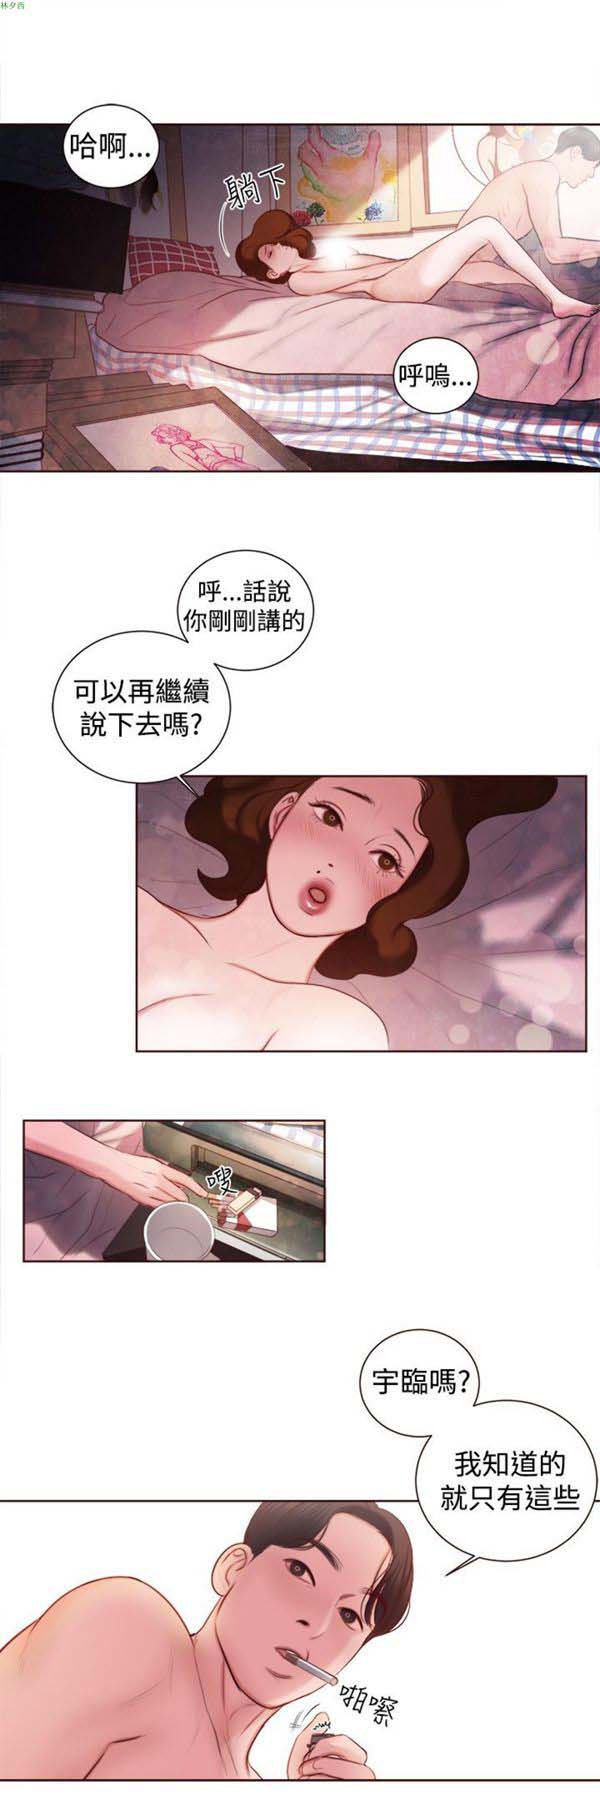 林夕西
哈啊...
躺下
呼嗚...
呼...話說
你剛剛講的
可以再繼續
說下去嗎?
嗖
宇臨嗎?
我知道的
就只有這些
啪嚓